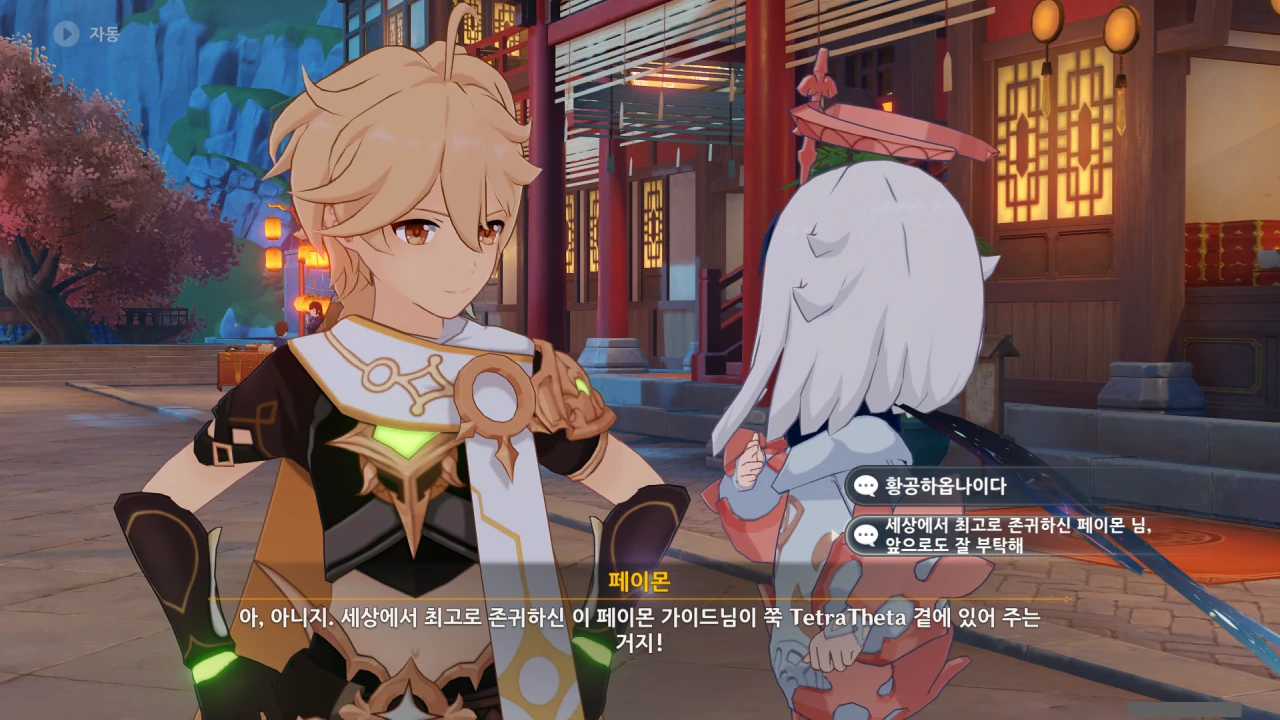 자동
황공하옵나이다
세상에서 최고로 존귀하신 페이몬 님,
앞으로도 잘 부탁해
페이몬
아, 아니지. 세상에서 최고로 존귀하신 이 페이몬 가이드님이 쭉 TetraTheta 곁에 있어 주는
거지!